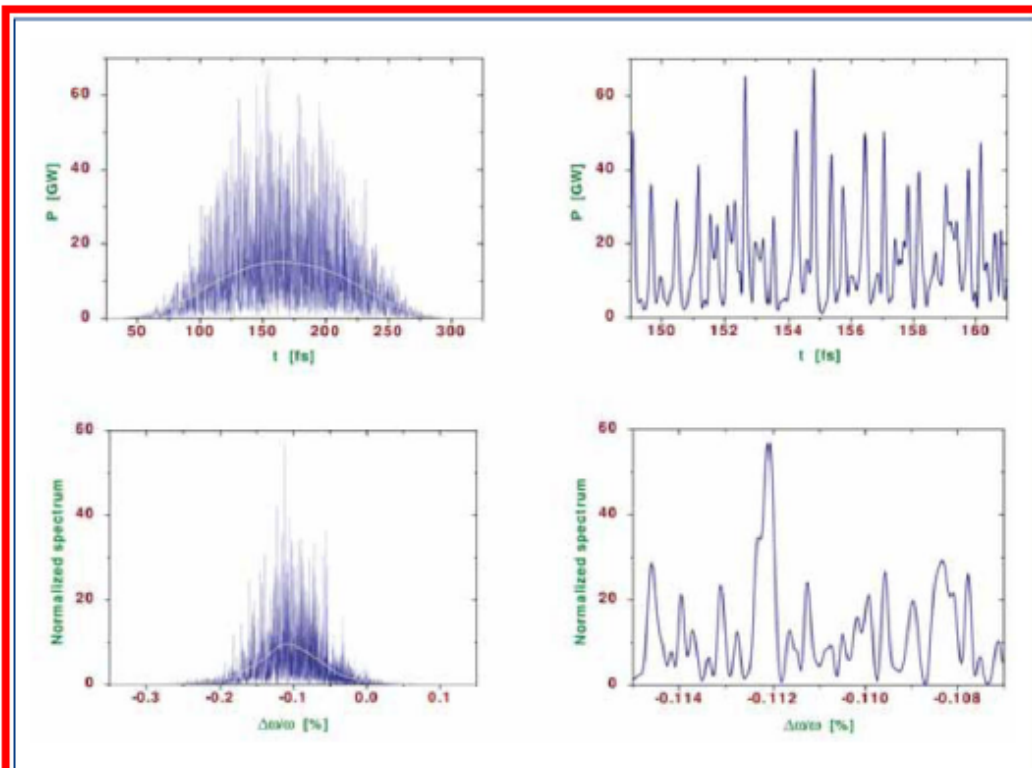 60
40
20
0
P [GW]
50 100 150 200 250 300
t [fs]
60
40
20
0
P [GW]
150 152 154 156 158 160
t [fs]
60
40
20
0
Normalized spectrum
-0.3 -0.2 -0.1 0.0 0.1
Δω/ω [%]
60
40
20
0
Normalized spectrum
-0.114 -0.112 -0.110 -0.108
Δω/ω [%]